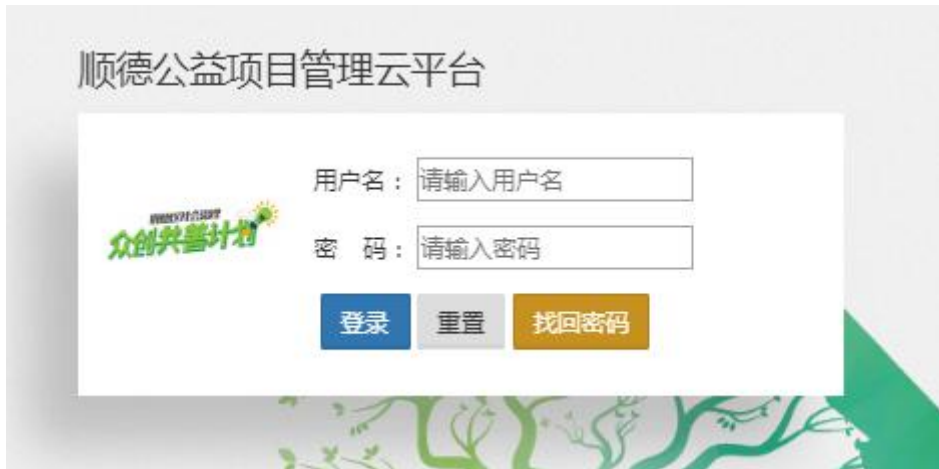 顺德公益项目管理云平台
众创共善计划
用户名：请输入用户名
密 码：请输入密码
登录 重置 找回密码